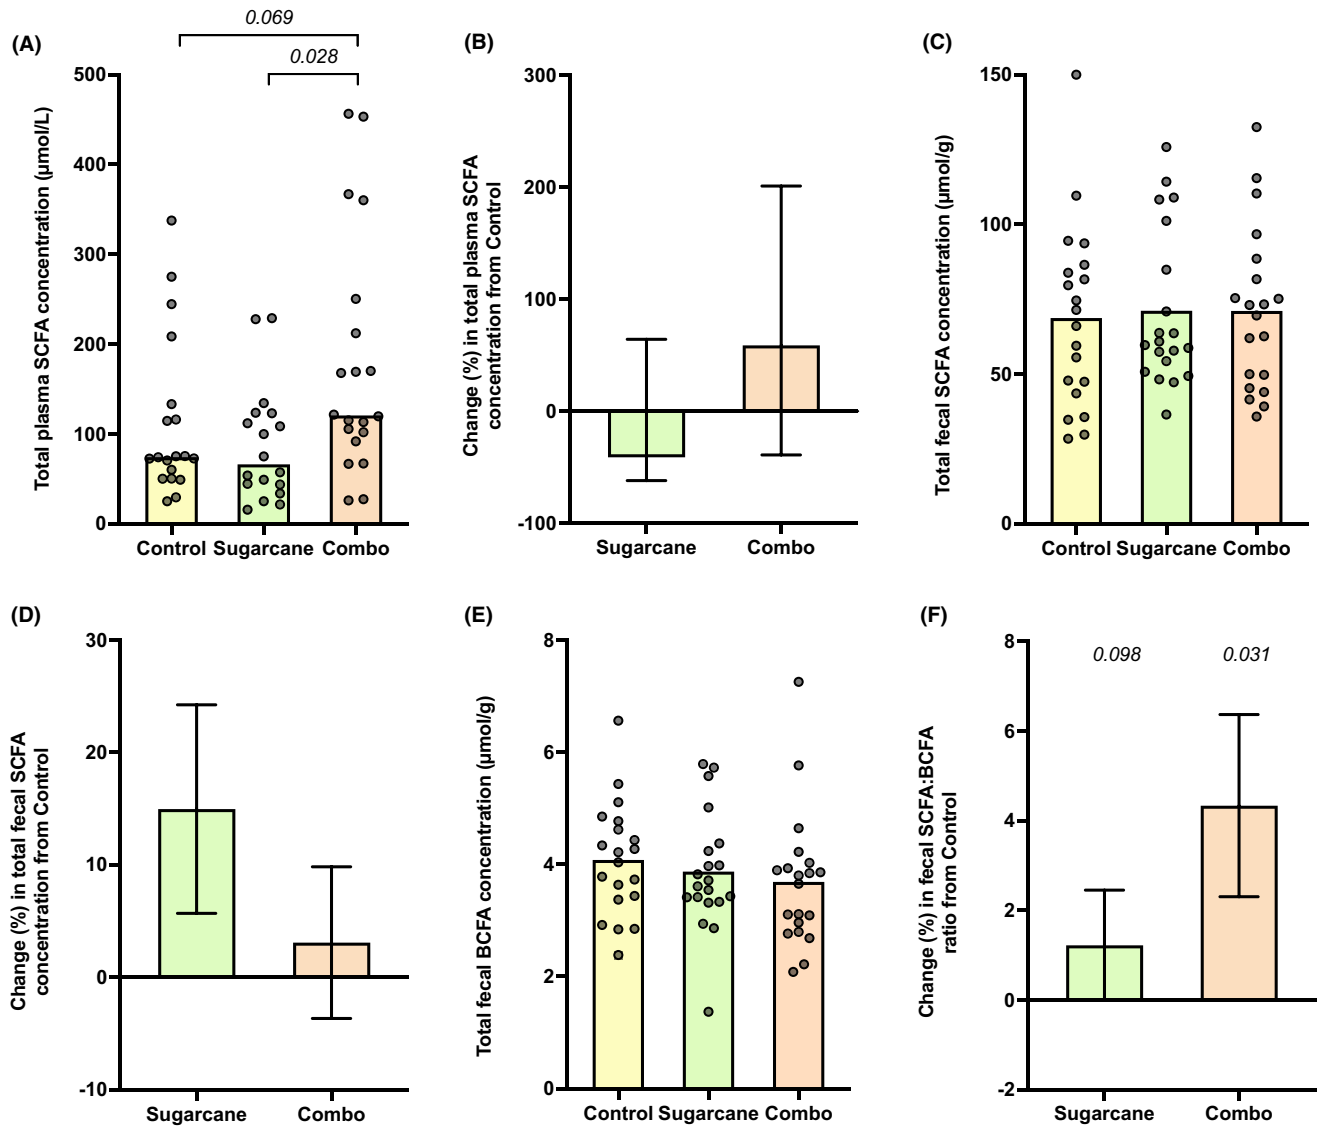 (A)
0.069
0.028
Total plasma SCFA concentration (µmol/L)
500
400
300
200
100
0
Control Sugarcane Combo
(B)
Change (%) in total plasma SCFA
concentration from Control
300
200
100
0
-100
Sugarcane Combo
(C)
Total fecal SCFA concentration (µmol/g)
150
100
50
0
Control Sugarcane Combo
(D)
Change (%) in total fecal SCFA
concentration from Control
30
20
10
0
-10
Sugarcane Combo
(E)
Total fecal BCFA concentration (µmol/g)
8
6
4
2
0
Control Sugarcane Combo
(F)
Change (%) in fecal SCFA:BCFA
ratio from Control
8
6
4
2
0
-2
0.098 0.031
Sugarcane Combo